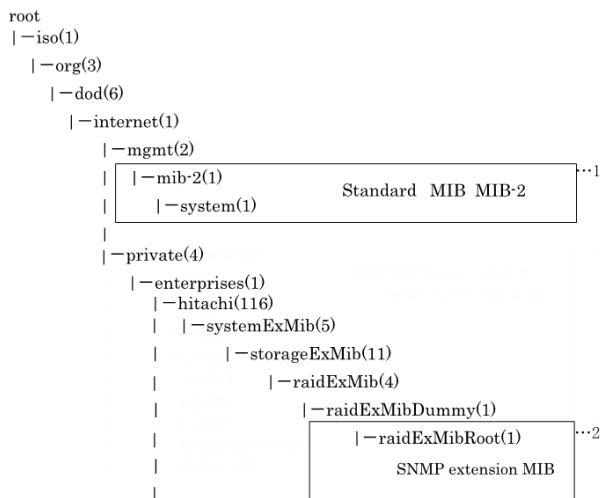 root
|－iso(1)
|－org(3)
|－dod(6)
|－internet(1)
|－mgmt(2)
| |－mib-2(1) Standard MIB MIB-2 …1
| |－system(1)
|
|－private(4)
|－enterprises(1)
|－hitachi(116)
| |－systemExMib(5)
| |－storageExMib(11)
| |－raidExMib(4)
| |－raidExMibDummy(1)
| |－raidExMibRoot(1) …2
| SNMP extension MIB
|